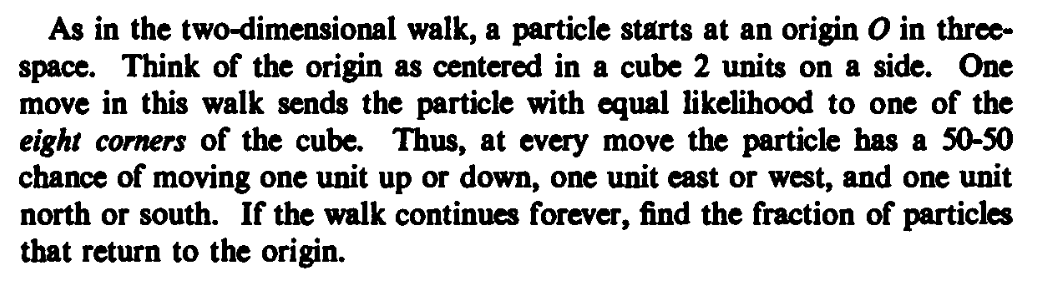 As in the two-dimensional walk, a particle starts at an origin O in three-
space. Think of the origin as centered in a cube 2 units on a side. One
move in this walk sends the particle with equal likelihood to one of the
eight corners of the cube. Thus, at every move the particle has a 50-50
chance of moving one unit up or down, one unit east or west, and one unit
north or south. If the walk continues forever, find the fraction of particles
that return to the origin.